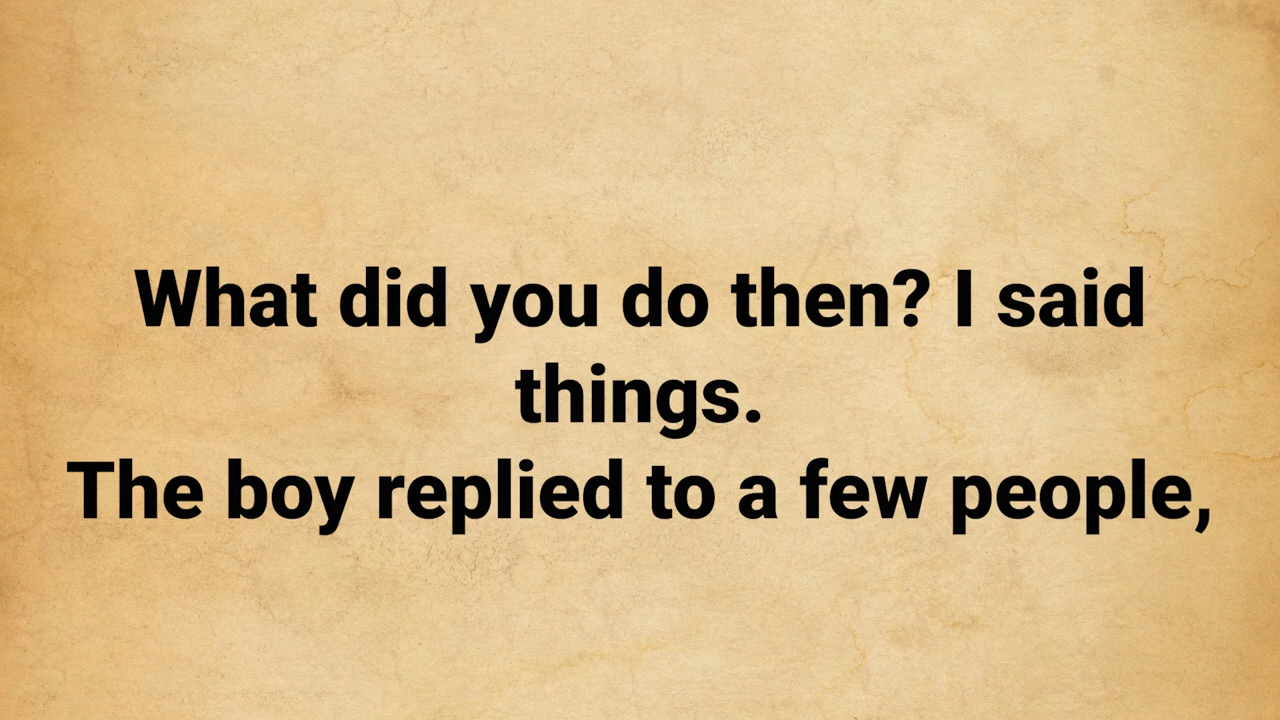 What did you do then? I said
things.
The boy replied to a few people,